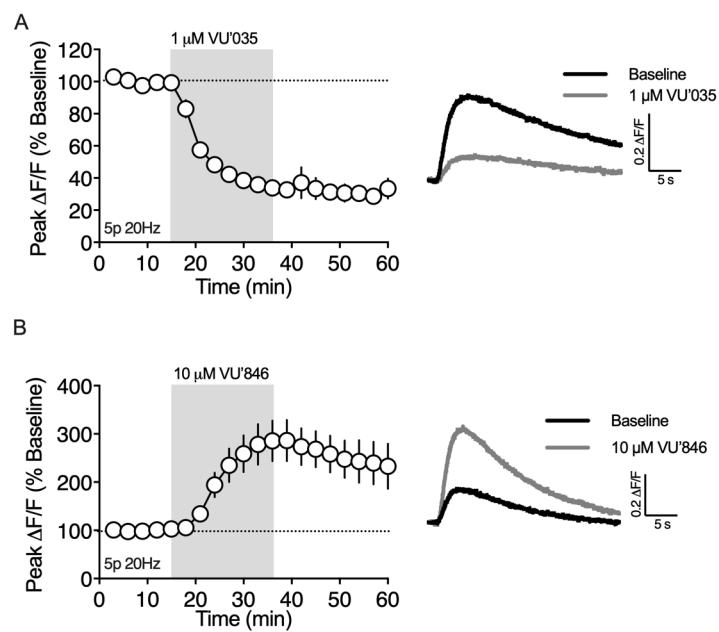 A
1 μM VU'035
Peak ΔF/F (% Baseline)
120
100
80
60
40
20
0
5p 20Hz
0 10 20 30 40 50 60
Time (min)
Baseline
1 μM VU'035
0.2 ΔF/F
5 s
B
10 μM VU'846
Peak ΔF/F (% Baseline)
400
300
200
100
0
5p 20Hz
0 10 20 30 40 50 60
Time (min)
Baseline
10 μM VU'846
0.2 ΔF/F
5 s